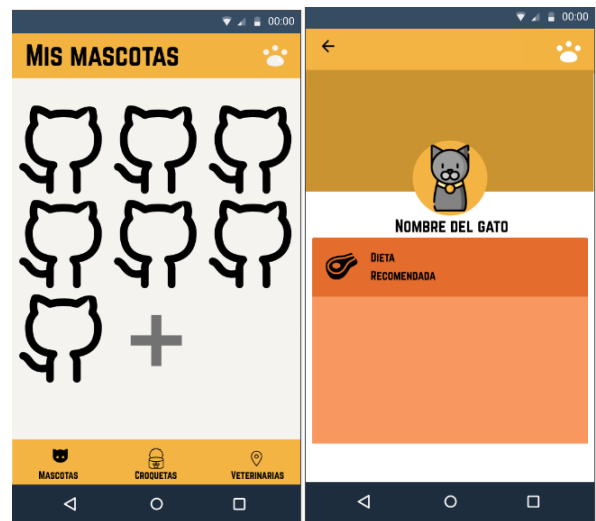 00:00
MIS MASCOTAS
MASCOTAS
CROQUETAS
VETERINARIAS
00:00
NOMBRE DEL GATO
DIETA
RECOMENDADA